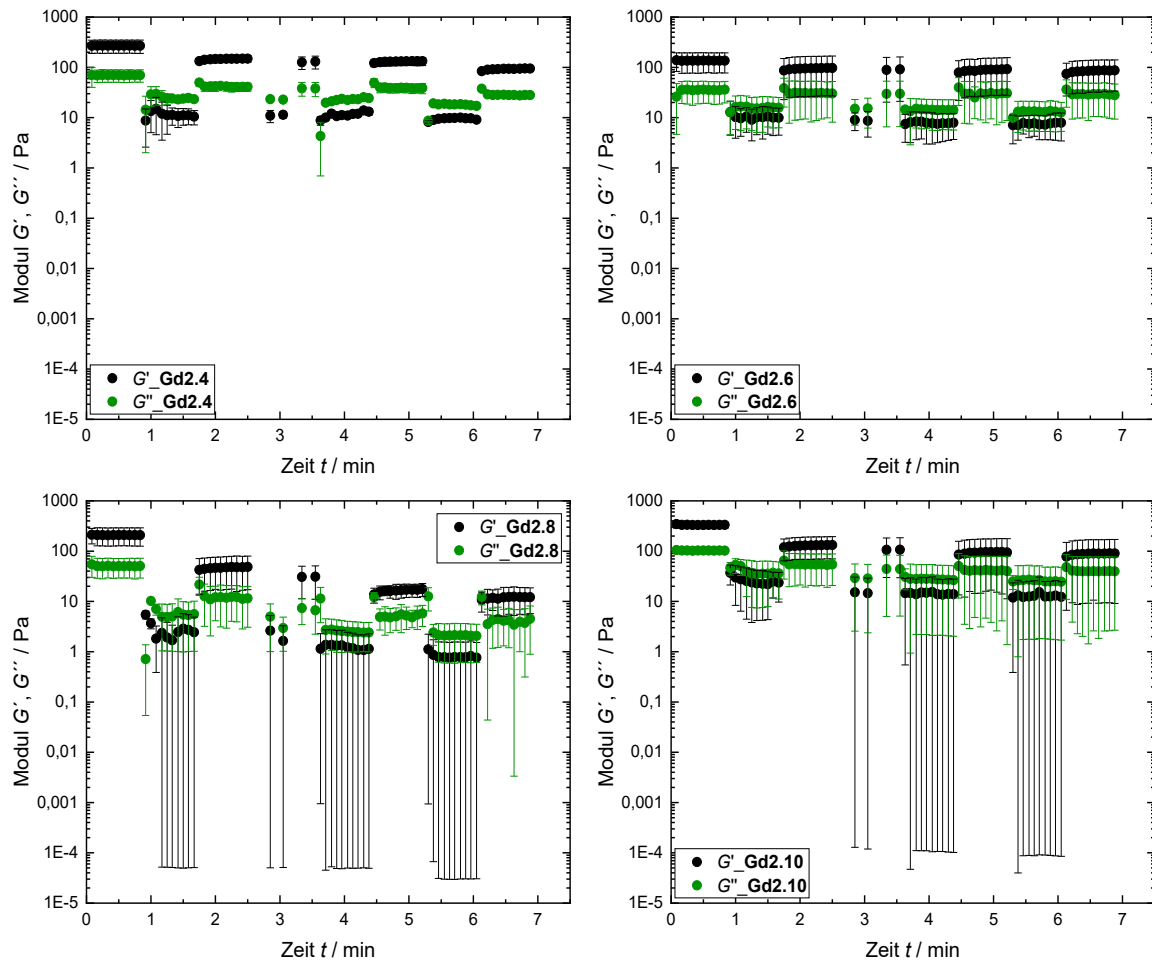 1000
100
10
1
0,1
0,01
0,001
1E-4
1E-5
Modul G´, G´´ / Pa
G'_Gd2.4
G''_Gd2.4
0 1 2 3 4 5 6 7
Zeit t / min
1000
100
10
1
0,1
0,01
0,001
1E-4
1E-5
Modul G´, G´´ / Pa
G'_Gd2.6
G''_Gd2.6
0 1 2 3 4 5 6 7
Zeit t / min
1000
100
10
1
0,1
0,01
0,001
1E-4
1E-5
Modul G´, G´´ / Pa
G'_Gd2.8
G''_Gd2.8
0 1 2 3 4 5 6 7
Zeit t / min
1000
100
10
1
0,1
0,01
0,001
1E-4
1E-5
Modul G´, G´´ / Pa
G'_Gd2.10
G''_Gd2.10
0 1 2 3 4 5 6 7
Zeit t / min